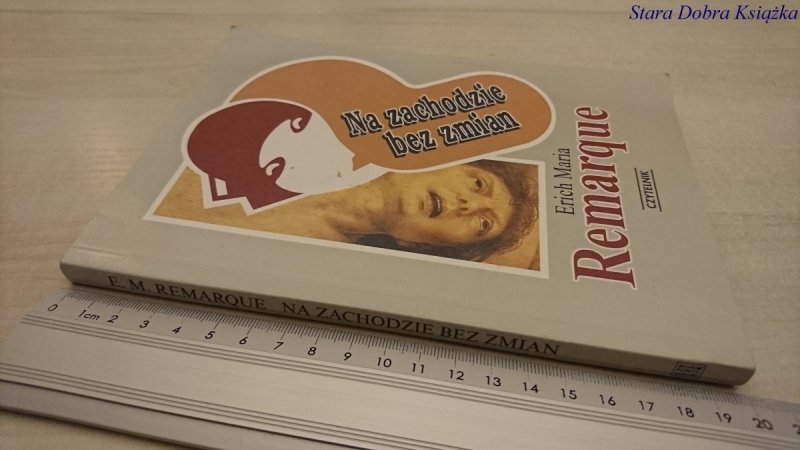 Stara Dobra Książka
Na zachodzie
bez zmian
Erich Maria
Remarque
CZYTELNIK
E. M. REMARQUE NA ZACHODZIE BEZ ZMIAN
0 1cm 2 3 4 5 6 7 8 9 10 11 12 13 14 15 16 17 18 19 20